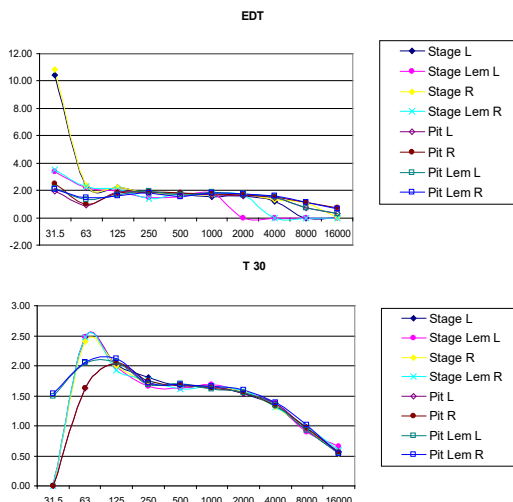 EDT
12.00
10.00
8.00
6.00
4.00
2.00
0.00
-2.00
31.5 63 125 250 500 1000 2000 4000 8000 16000
Stage L
Stage Lem L
Stage R
Stage Lem R
Pit L
Pit R
Pit Lem L
Pit Lem R
T 30
3.00
2.50
2.00
1.50
1.00
0.50
0.00
31.5 63 125 250 500 1000 2000 4000 8000 16000
Stage L
Stage Lem L
Stage R
Stage Lem R
Pit L
Pit R
Pit Lem L
Pit Lem R